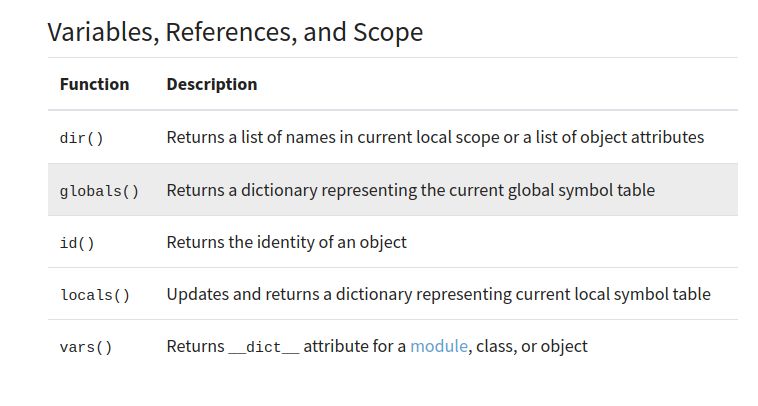 Variables, References, and Scope
Function Description
dir() Returns a list of names in current local scope or a list of object attributes
globals() Returns a dictionary representing the current global symbol table
id() Returns the identity of an object
locals() Updates and returns a dictionary representing current local symbol table
vars() Returns __dict__ attribute for a module, class, or object